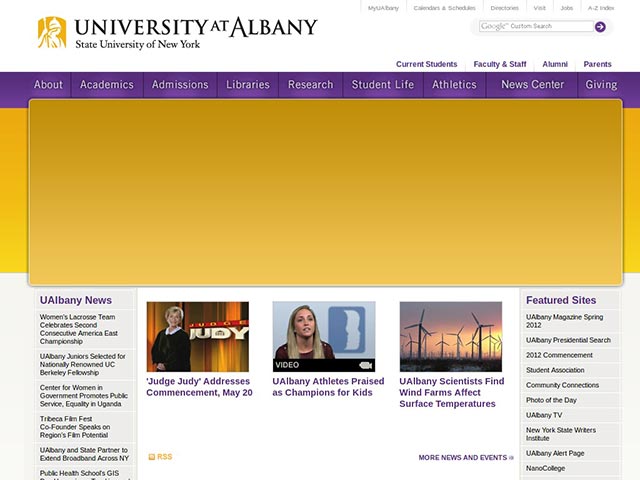 MyUAlbany
Calendars & Schedules
Directories
Visit
Jobs
A-Z Index
UNIVERSITY AT ALBANY
State University of New York
Google™ Custom Search
Current Students
Faculty & Staff
Alumni
Parents
About
Academics
Admissions
Libraries
Research
Student Life
Athletics
News Center
Giving
UAlbany News
Women's Lacrosse Team
Celebrates Second
Consecutive America East
Championship
UAlbany Juniors Selected for
Nationally Renowned UC
Berkeley Fellowship
Center for Women in
Government Promotes Public
Service, Equality in Uganda
Tribeca Film Fest
Co-Founder Speaks on
Region's Film Potential
UAlbany and State Partner to
Extend Broadband Across NY
Public Health School's GIS
JUDGE
JUDY
'Judge Judy' Addresses
Commencement, May 20
VIDEO
UAlbany Athletes Praised
as Champions for Kids
UAlbany Scientists Find
Wind Farms Affect
Surface Temperatures
RSS
MORE NEWS AND EVENTS
Featured Sites
UAlbany Magazine Spring
2012
UAlbany Presidential Search
2012 Commencement
Student Association
Community Connections
Photo of the Day
UAlbany TV
New York State Writers
Institute
UAlbany Alert Page
NanoCollege